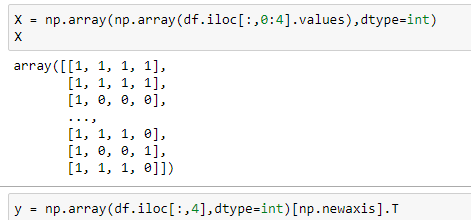 X = np.array(np.array(df.iloc[:,0:4].values),dtype=int)
X
array([[1, 1, 1, 1],
       [1, 1, 1, 1],
       [1, 0, 0, 0],
       ...,
       [1, 1, 1, 0],
       [1, 0, 0, 1],
       [1, 1, 1, 0]])
y = np.array(df.iloc[:,4],dtype=int)[np.newaxis].T